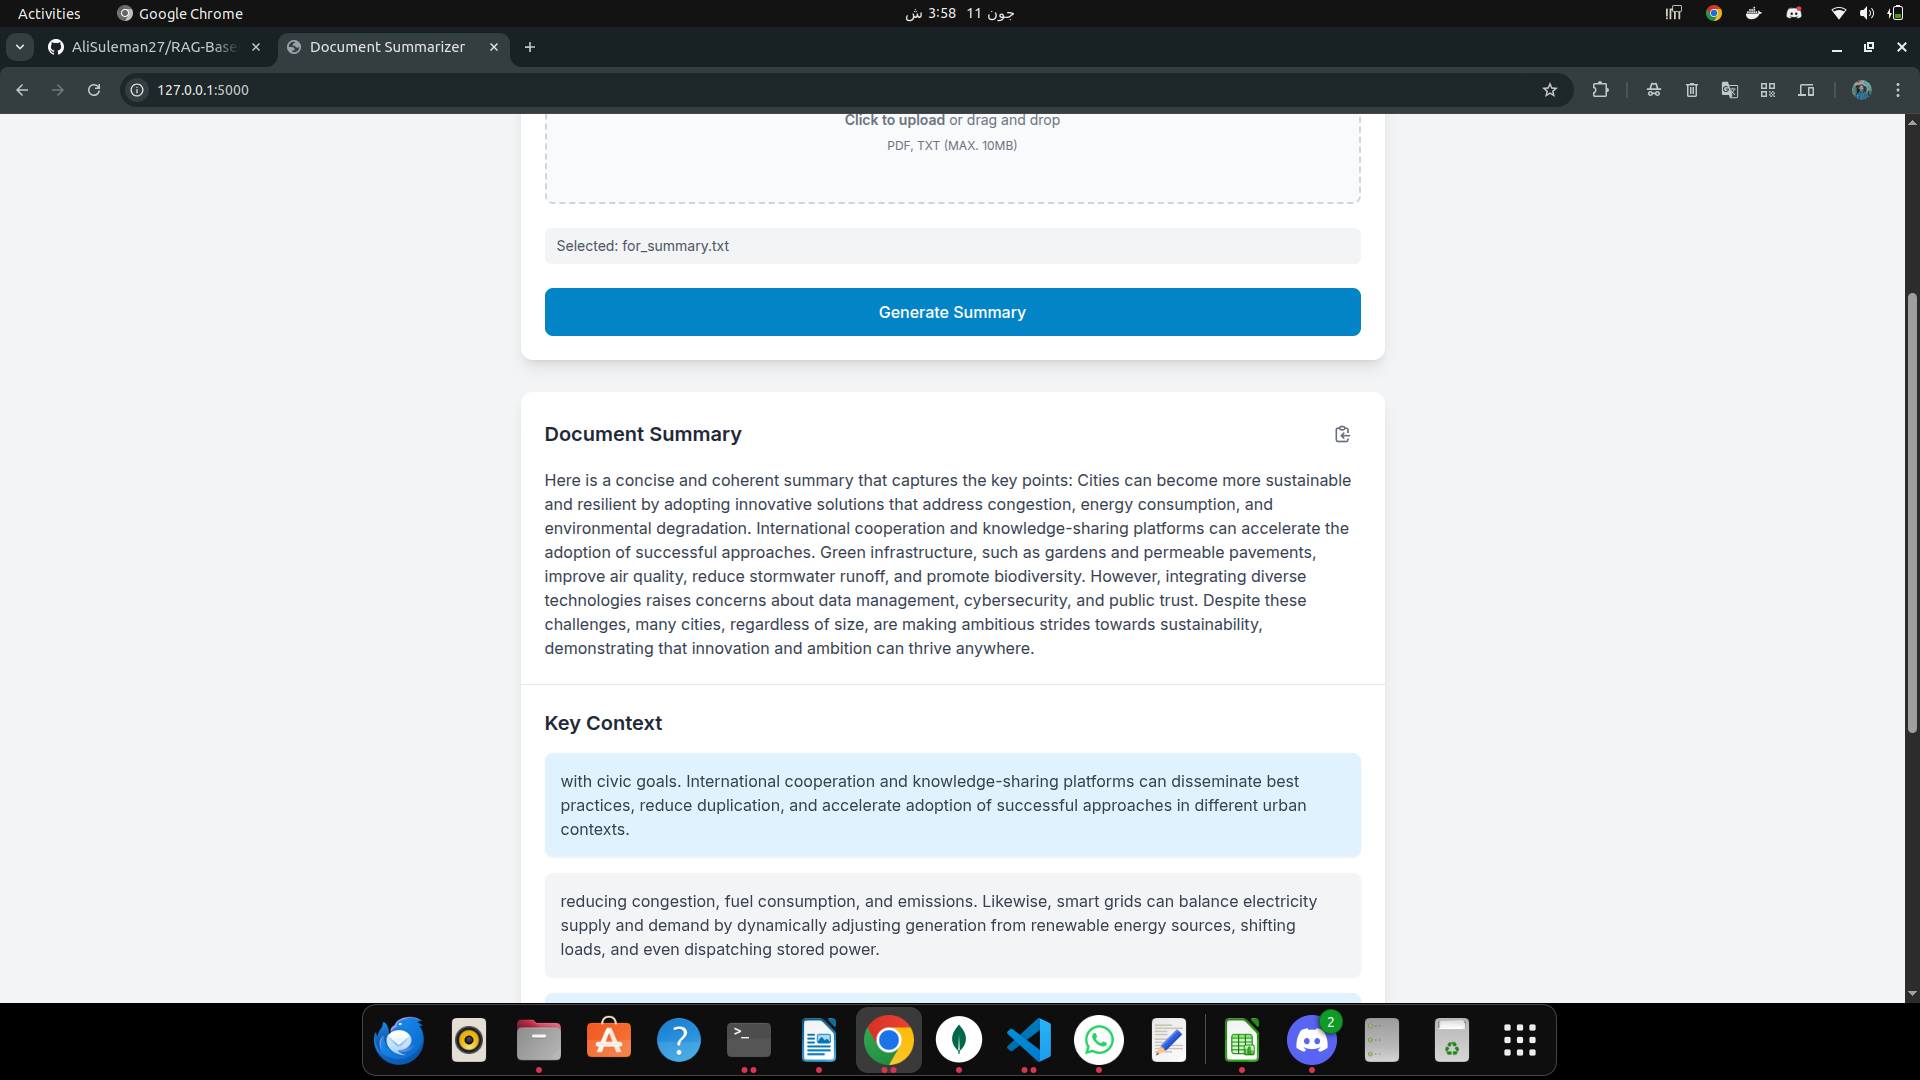 Activities
Google Chrome
جون 11 3:58 ش
AliSuleman27/RAG-Base
Document Summarizer
127.0.0.1:5000
Click to upload or drag and drop
PDF, TXT (MAX. 10MB)
Selected: for_summary.txt
Generate Summary
Document Summary
Here is a concise and coherent summary that captures the key points: Cities can become more sustainable
and resilient by adopting innovative solutions that address congestion, energy consumption, and
environmental degradation. International cooperation and knowledge-sharing platforms can accelerate the
adoption of successful approaches. Green infrastructure, such as gardens and permeable pavements,
improve air quality, reduce stormwater runoff, and promote biodiversity. However, integrating diverse
technologies raises concerns about data management, cybersecurity, and public trust. Despite these
challenges, many cities, regardless of size, are making ambitious strides towards sustainability,
demonstrating that innovation and ambition can thrive anywhere.
Key Context
with civic goals. International cooperation and knowledge-sharing platforms can disseminate best
practices, reduce duplication, and accelerate adoption of successful approaches in different urban
contexts.
reducing congestion, fuel consumption, and emissions. Likewise, smart grids can balance electricity
supply and demand by dynamically adjusting generation from renewable energy sources, shifting
loads, and even dispatching stored power.
2